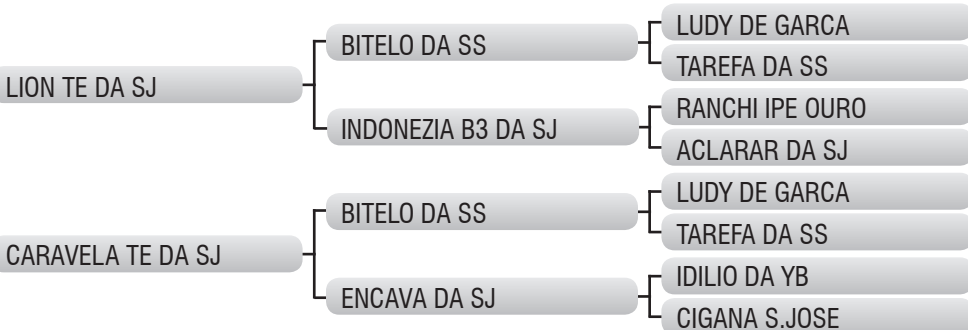 LION TE DA SJ
BITELO DA SS
LUDY DE GARCA
TAREFA DA SS
INDONEZIA B3 DA SJ
RANCHI IPE OURO
ACLARAR DA SJ
CARAVELA TE DA SJ
BITELO DA SS
LUDY DE GARCA
TAREFA DA SS
ENCAVA DA SJ
IDILIO DA YB
CIGANA S.JOSE